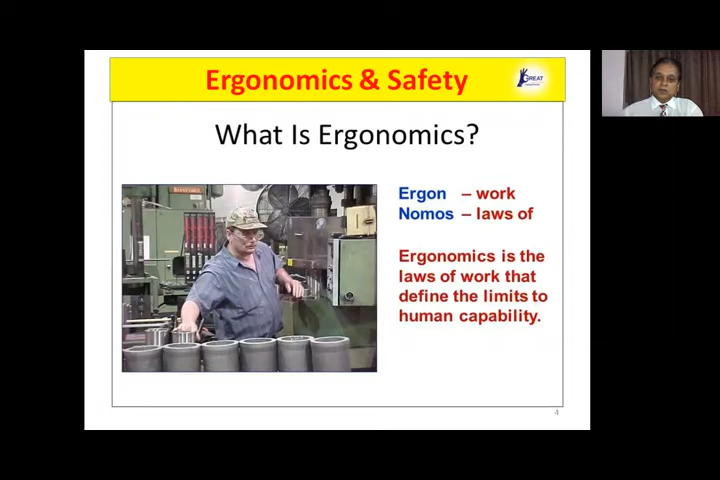 Ergonomics & Safety
GREAT
What Is Ergonomics?
Ergon – work
Nomos – laws of
Ergonomics is the
laws of work that
define the limits to
human capability.
4